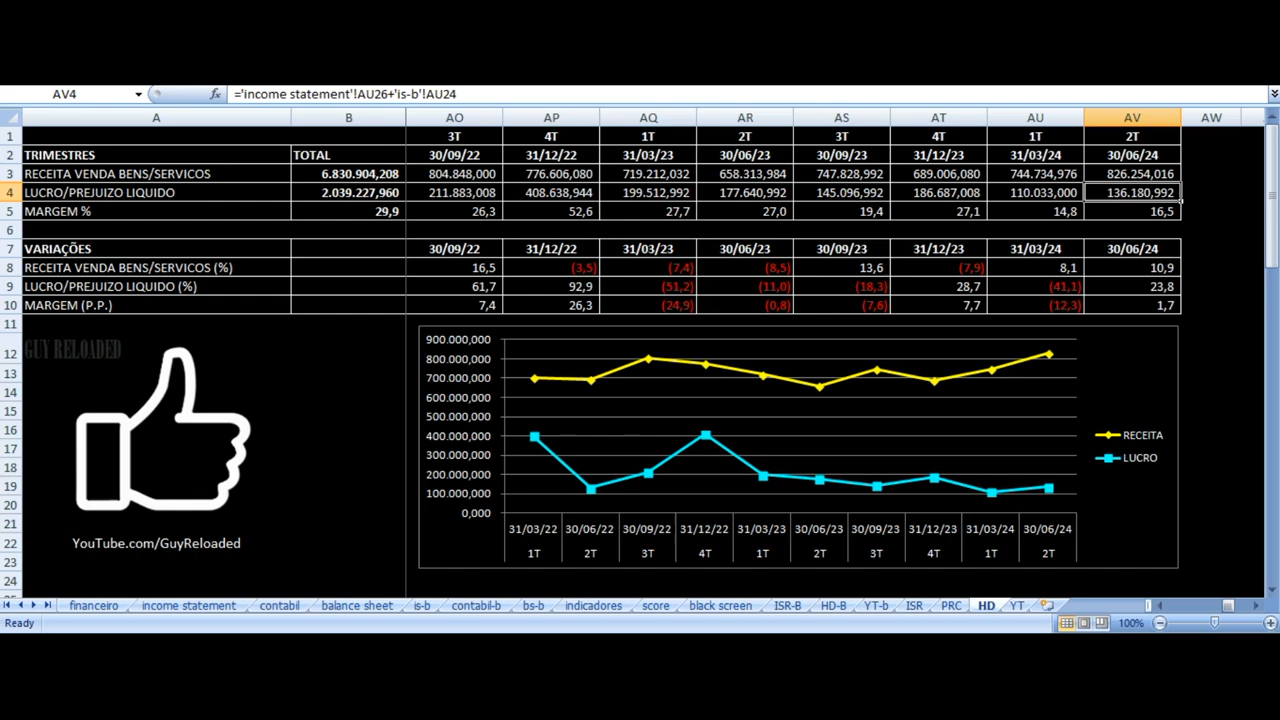 AV4 fx ='income statement'!AU26+'is-b'!AU24
A B AO AP AQ AR AS AT AU AV AW
1 3T 4T 1T 2T 3T 4T 1T 2T
2 TRIMESTRES TOTAL 30/09/22 31/12/22 31/03/23 30/06/23 30/09/23 31/12/23 31/03/24 30/06/24
3 RECEITA VENDA BENS/SERVICOS 6.830.904,208 804.848,000 776.606,080 719.212,032 658.313,984 747.828,992 689.006,080 744.734,976 826.254,016
4 LUCRO/PREJUIZO LIQUIDO 2.039.227,960 211.883,008 408.638,944 199.512,992 177.640,992 145.096,992 186.687,008 110.033,000 136.180,992
5 MARGEM % 29,9 26,3 52,6 27,7 27,0 19,4 27,1 14,8 16,5
6
7 VARIAÇÕES 30/09/22 31/12/22 31/03/23 30/06/23 30/09/23 31/12/23 31/03/24 30/06/24
8 RECEITA VENDA BENS/SERVICOS (%) 16,5 (3,5) (7,4) (8,5) 13,6 (7,9) 8,1 10,9
9 LUCRO/PREJUIZO LIQUIDO (%) 61,7 92,9 (51,2) (11,0) (18,3) 28,7 (41,1) 23,8
10 MARGEM (P.P.) 7,4 26,3 (24,9) (0,8) (7,6) 7,7 (12,3) 1,7
11
12
13
14
15
16
17
18
19
20
21
22
23
24
GUY RELOADED
YouTube.com/GuyReloaded
900.000,000
800.000,000
700.000,000
600.000,000
500.000,000
400.000,000
300.000,000
200.000,000
100.000,000
0,000
31/03/22 30/06/22 30/09/22 31/12/22 31/03/23 30/06/23 30/09/23 31/12/23 31/03/24 30/06/24
1T 2T 3T 4T 1T 2T 3T 4T 1T 2T
RECEITA
LUCRO
financeiro income statement contabil balance sheet is-b contabil-b bs-b indicadores score black screen ISR-B HD-B YT-b ISR PRC HD YT
Ready 100%